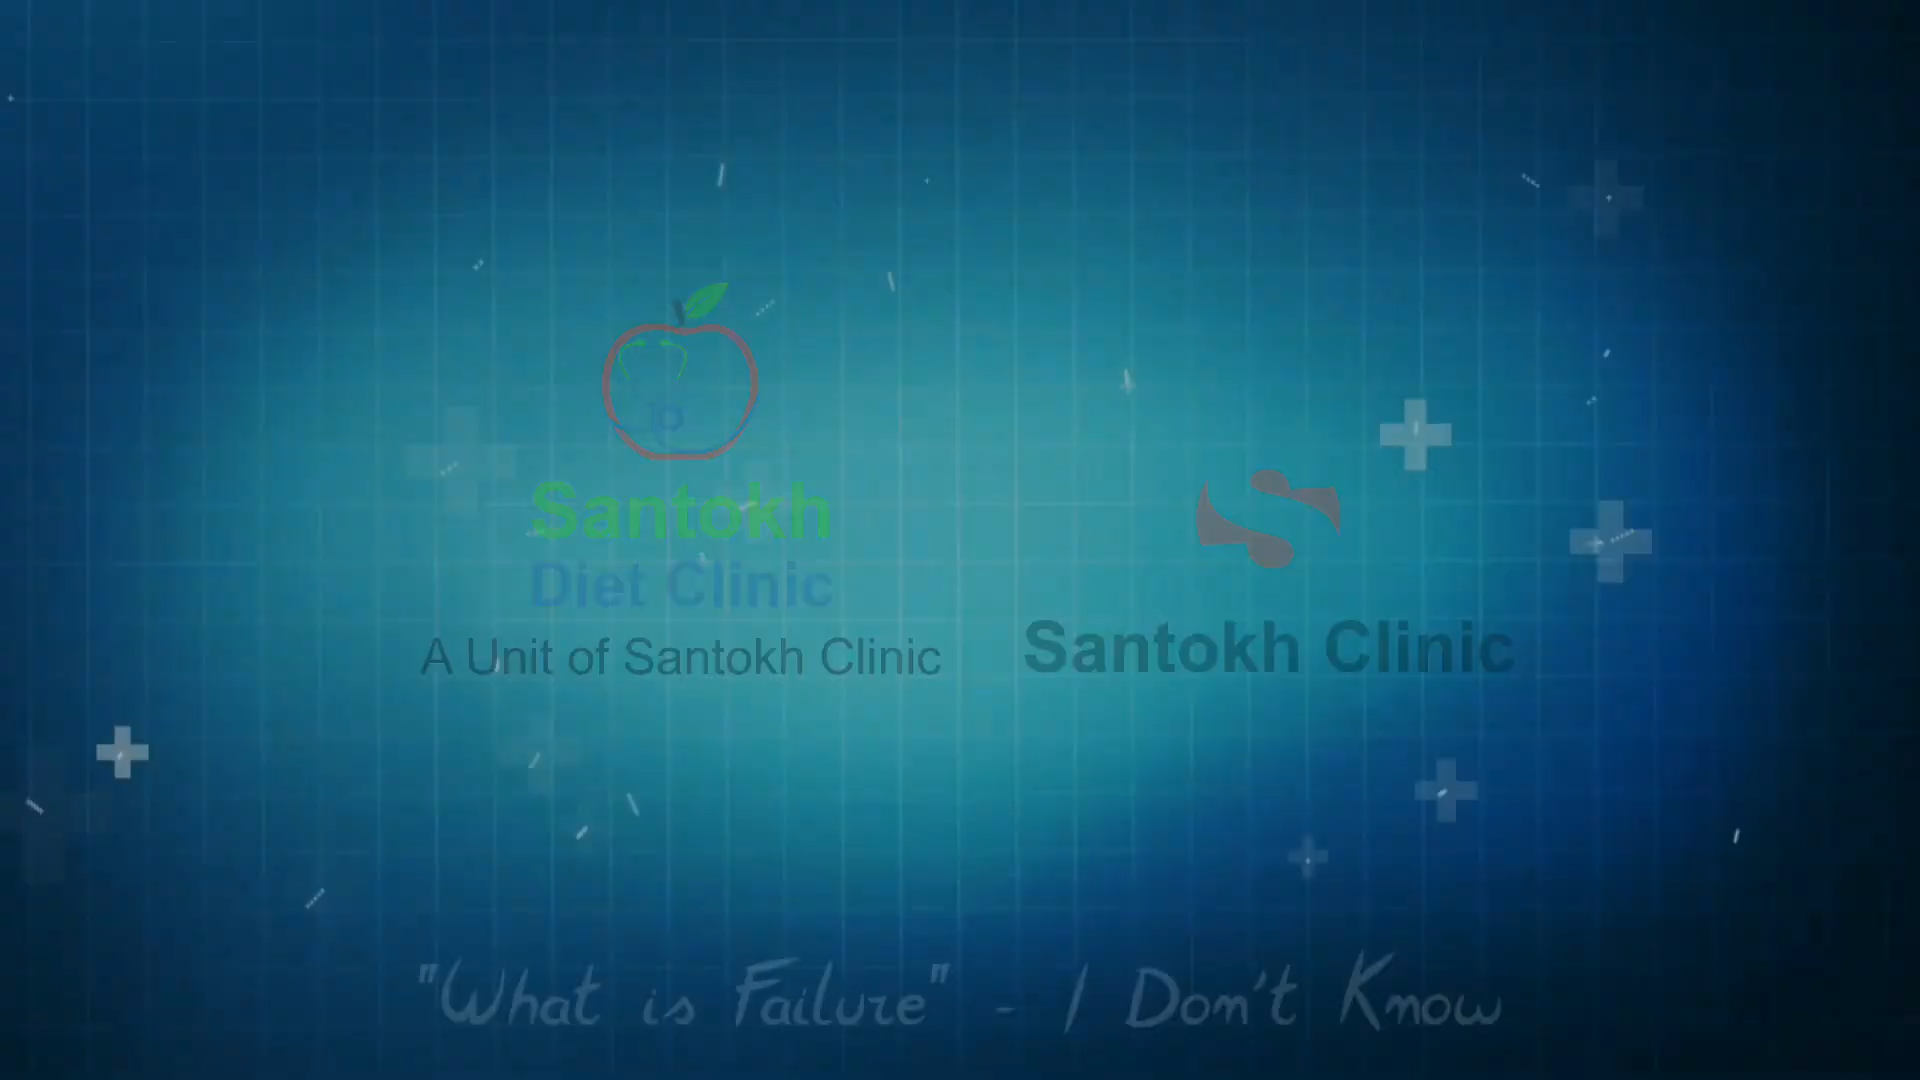 Santokh
Diet Clinic
A Unit of Santokh Clinic
Santokh Clinic
"What is Failure" - I Don't Know